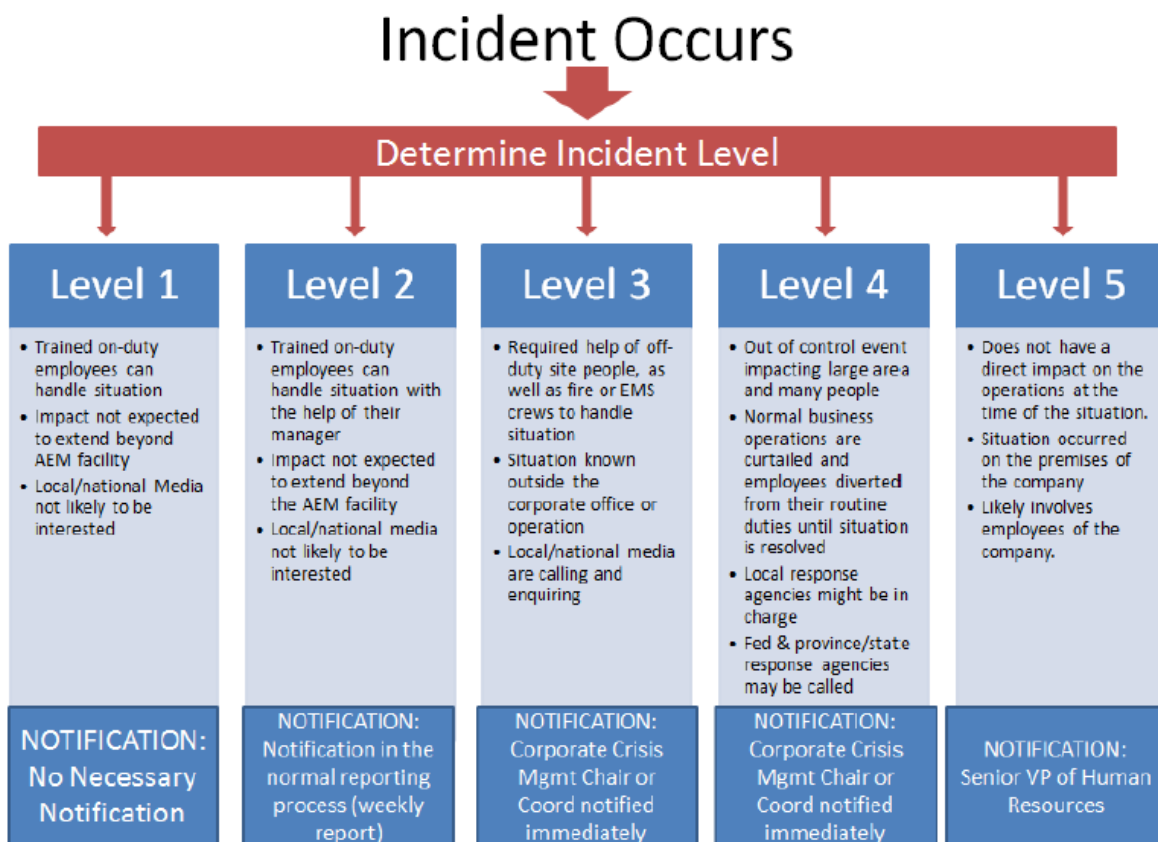 Incident Occurs
Determine Incident Level
Level 1
• Trained on-duty
employees can
handle situation
• Impact not expected
to extend beyond
AEM facility
• Local/national Media
not likely to be
interested
NOTIFICATION:
No Necessary
Notification
Level 2
• Trained on-duty
employees can
handle situation with
the help of their
manager
• Impact not expected
to extend beyond
the AEM facility
• Local/national media
not likely to be
interested
NOTIFICATION:
Notification in the
normal reporting
process (weekly
report)
Level 3
• Required help of off-
duty site people, as
well as fire or EMS
crews to handle
situation
• Situation known
outside the
corporate office or
operation
• Local/national media
are calling and
enquiring
NOTIFICATION:
Corporate Crisis
Mgmt Chair or
Coord notified
immediately
Level 4
• Out of control event
impacting large area
and many people
• Normal business
operations are
curtailed and
employees diverted
from their routine
duties until situation
is resolved
• Local response
agencies might be in
charge
• Fed & province/state
response agencies
may be called
NOTIFICATION:
Corporate Crisis
Mgmt Chair or
Coord notified
immediately
Level 5
• Does not have a
direct impact on the
operations at the
time of the situation.
• Situation occurred
on the premises of
the company
• Likely involves
employees of the
company.
NOTIFICATION:
Senior VP of Human
Resources